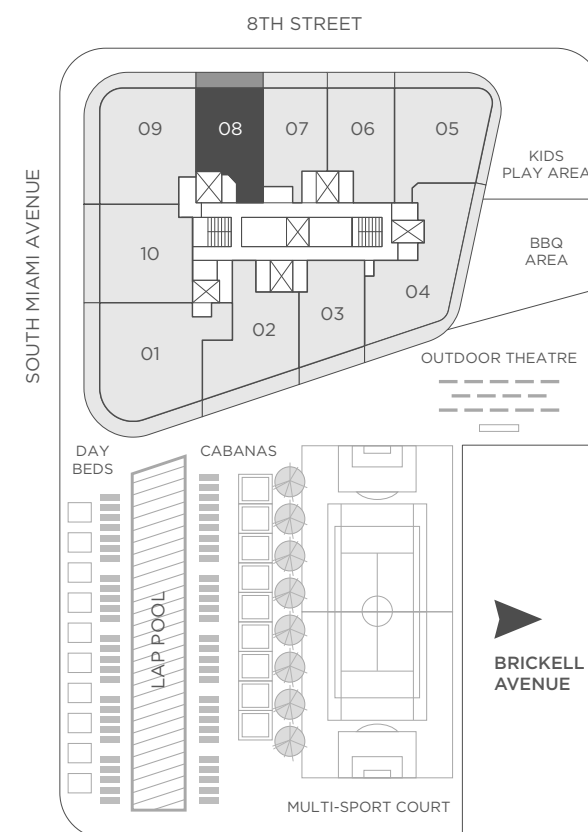 8TH STREET
SOUTH MIAMI AVENUE
09
08
07
06
05
KIDS
PLAY AREA
BBQ
AREA
10
04
03
02
01
OUTDOOR THEATRE
DAY
BEDS
CABANAS
LAP POOL
BRICKELL
AVENUE
MULTI-SPORT COURT